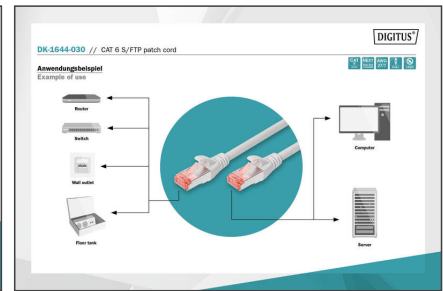 DIGITUS®
DK-1644-030 // CAT 6 S/FTP patch cord
Anwendungsbeispiel
Example of use
Router
Switch
Wall outlet
Floor tank
Computer
Server